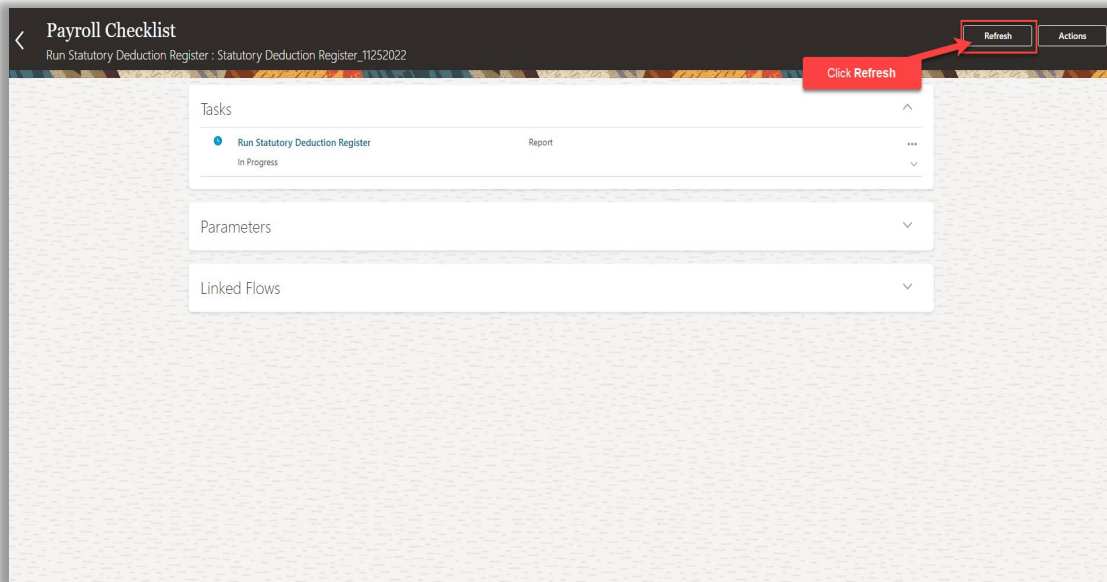 Payroll Checklist
Run Statutory Deduction Register : Statutory Deduction Register_11252022
Refresh
Actions
Click Refresh
Tasks
Run Statutory Deduction Register
Report
In Progress
Parameters
Linked Flows